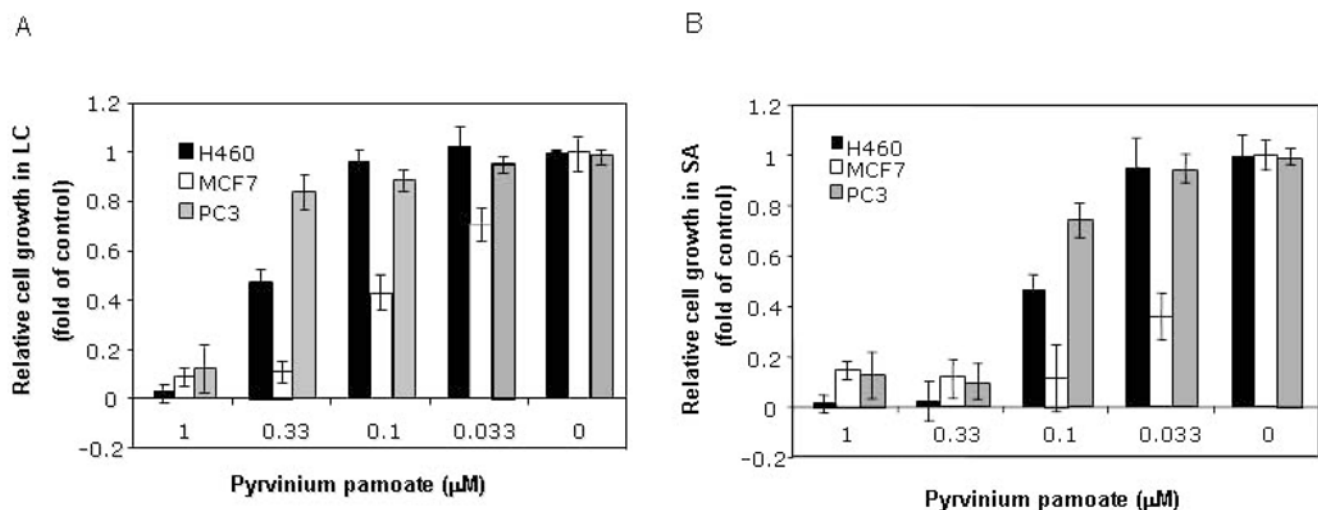 A
Relative cell growth in LC
(fold of control)
1.2
1
0.8
0.6
0.4
0.2
0
-0.2
H460
MCF7
PC3
1 0.33 0.1 0.033 0
Pyrvinium pamoate (μM)
B
Relative cell growth in SA
(fold of control)
1.2
1
0.8
0.6
0.4
0.2
0
-0.2
H460
MCF7
PC3
1 0.33 0.1 0.033 0
Pyrvinium pamoate (μM)